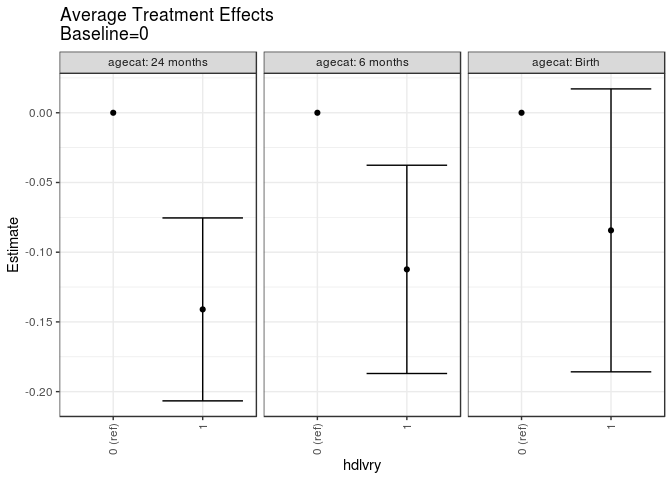 Average Treatment Effects
Baseline=0
agecat: 24 months
agecat: 6 months
agecat: Birth
0.00
-0.05
-0.10
-0.15
-0.20
Estimate
0 (ref)
1
0 (ref)
1
0 (ref)
1
hdlvry